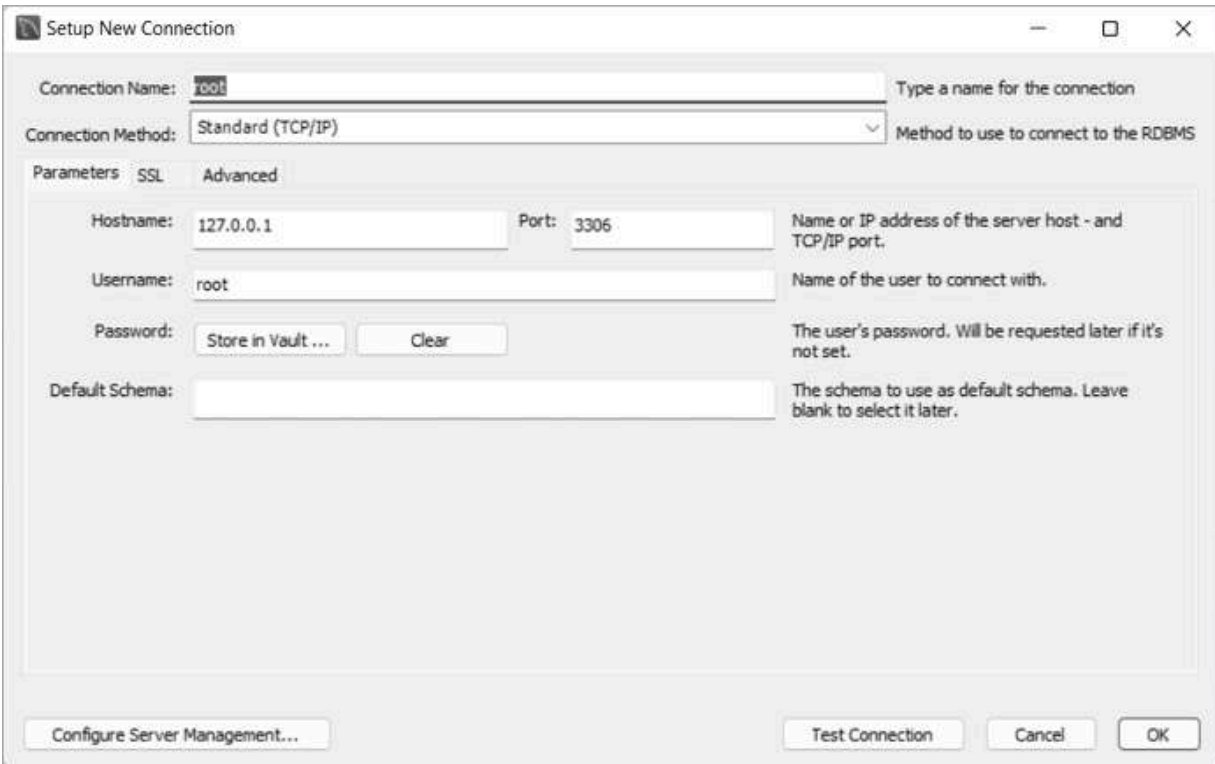 Setup New Connection
Connection Name: root Type a name for the connection
Connection Method: Standard (TCP/IP) Method to use to connect to the RDBMS
Parameters SSL Advanced
Hostname: 127.0.0.1 Port: 3306 Name or IP address of the server host - and
TCP/IP port.
Username: root Name of the user to connect with.
Password: Store in Vault ... Clear The user's password. Will be requested later if it's
not set.
Default Schema: The schema to use as default schema. Leave
blank to select it later.
Configure Server Management... Test Connection Cancel OK